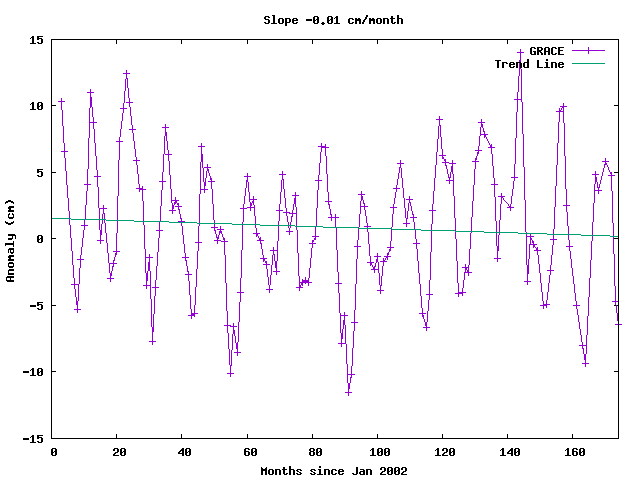 Slope -0.01 cm/month
GRACE
Trend Line
15
10
5
0
-5
-10
-15
Anomaly (cm)
0 20 40 60 80 100 120 140 160
Months since Jan 2002